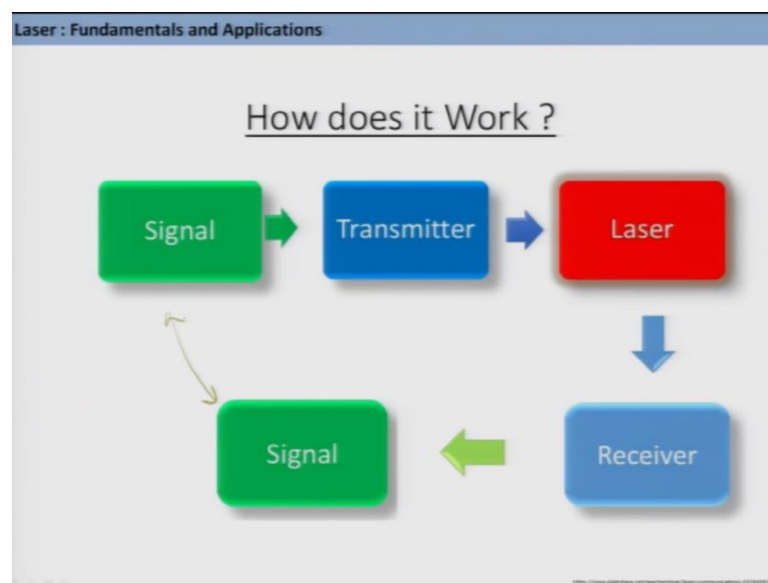 Laser : Fundamentals and Applications
How does it Work ?
Signal
Transmitter
Laser
Signal
Receiver